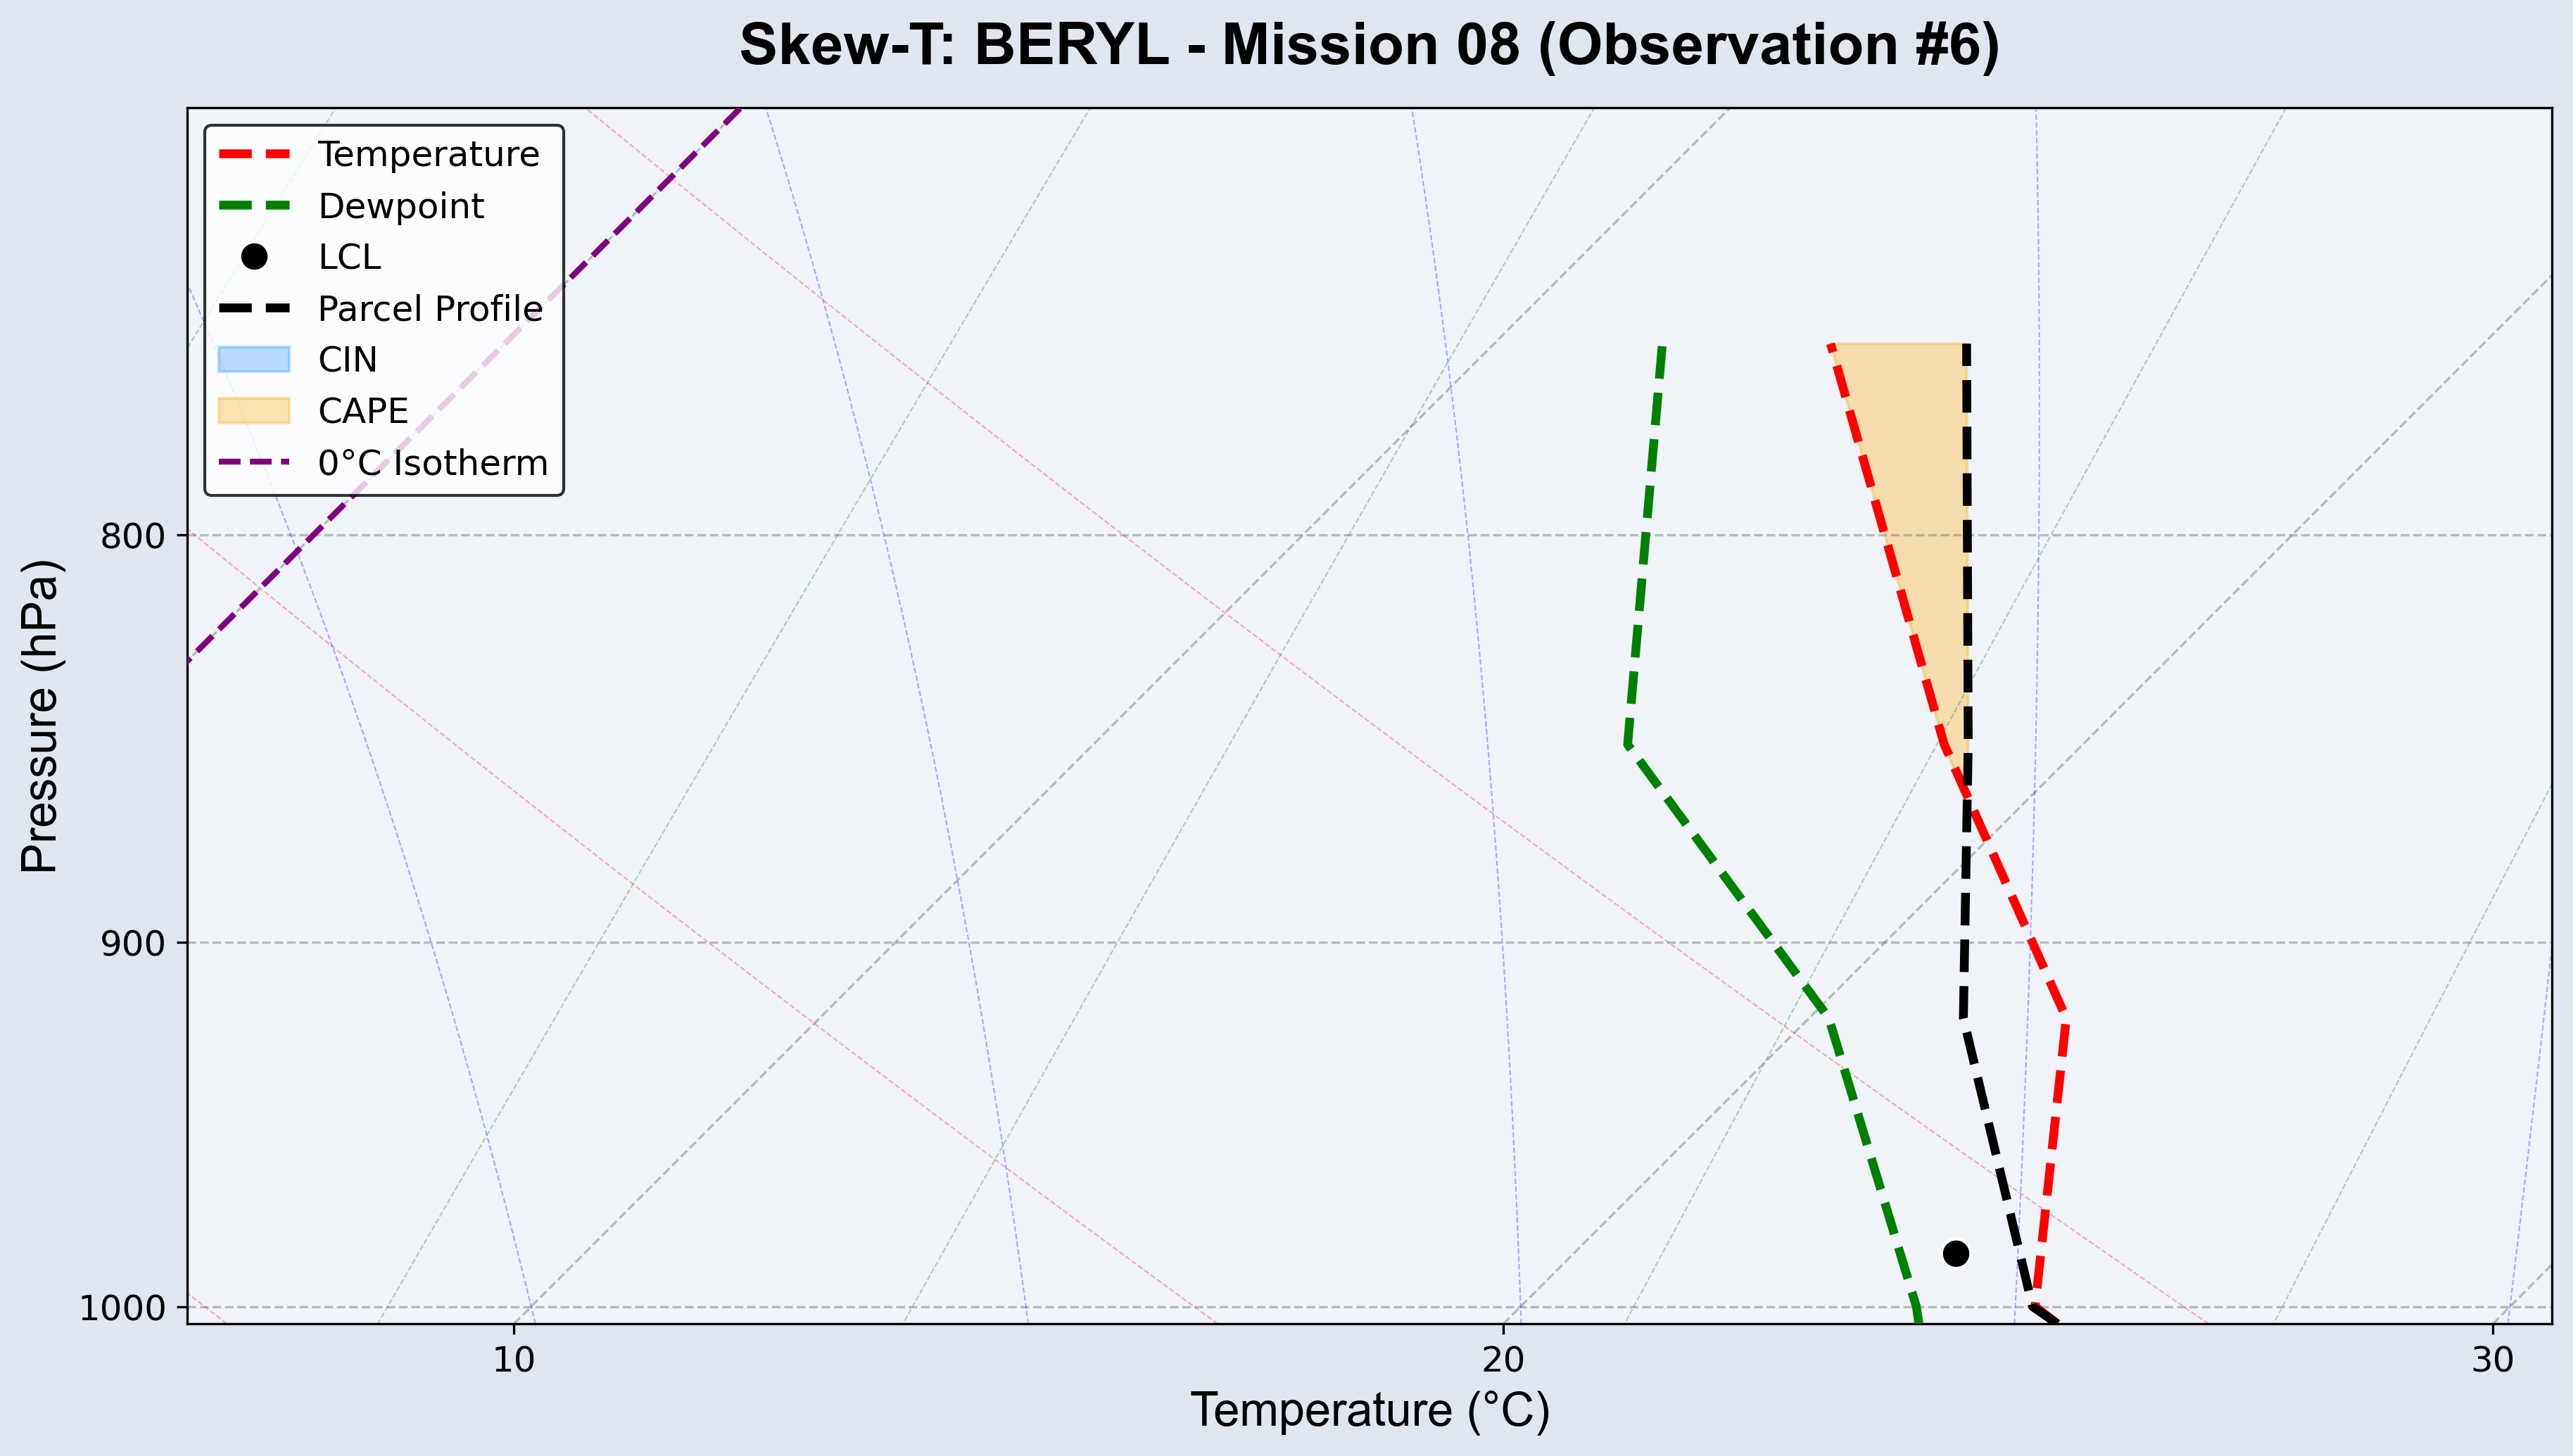 Skew-T: BERYL - Mission 08 (Observation #6)
Temperature
Dewpoint
LCL
Parcel Profile
CIN
CAPE
0°C Isotherm
800
900
1000
Pressure (hPa)
10
20
30
Temperature (°C)